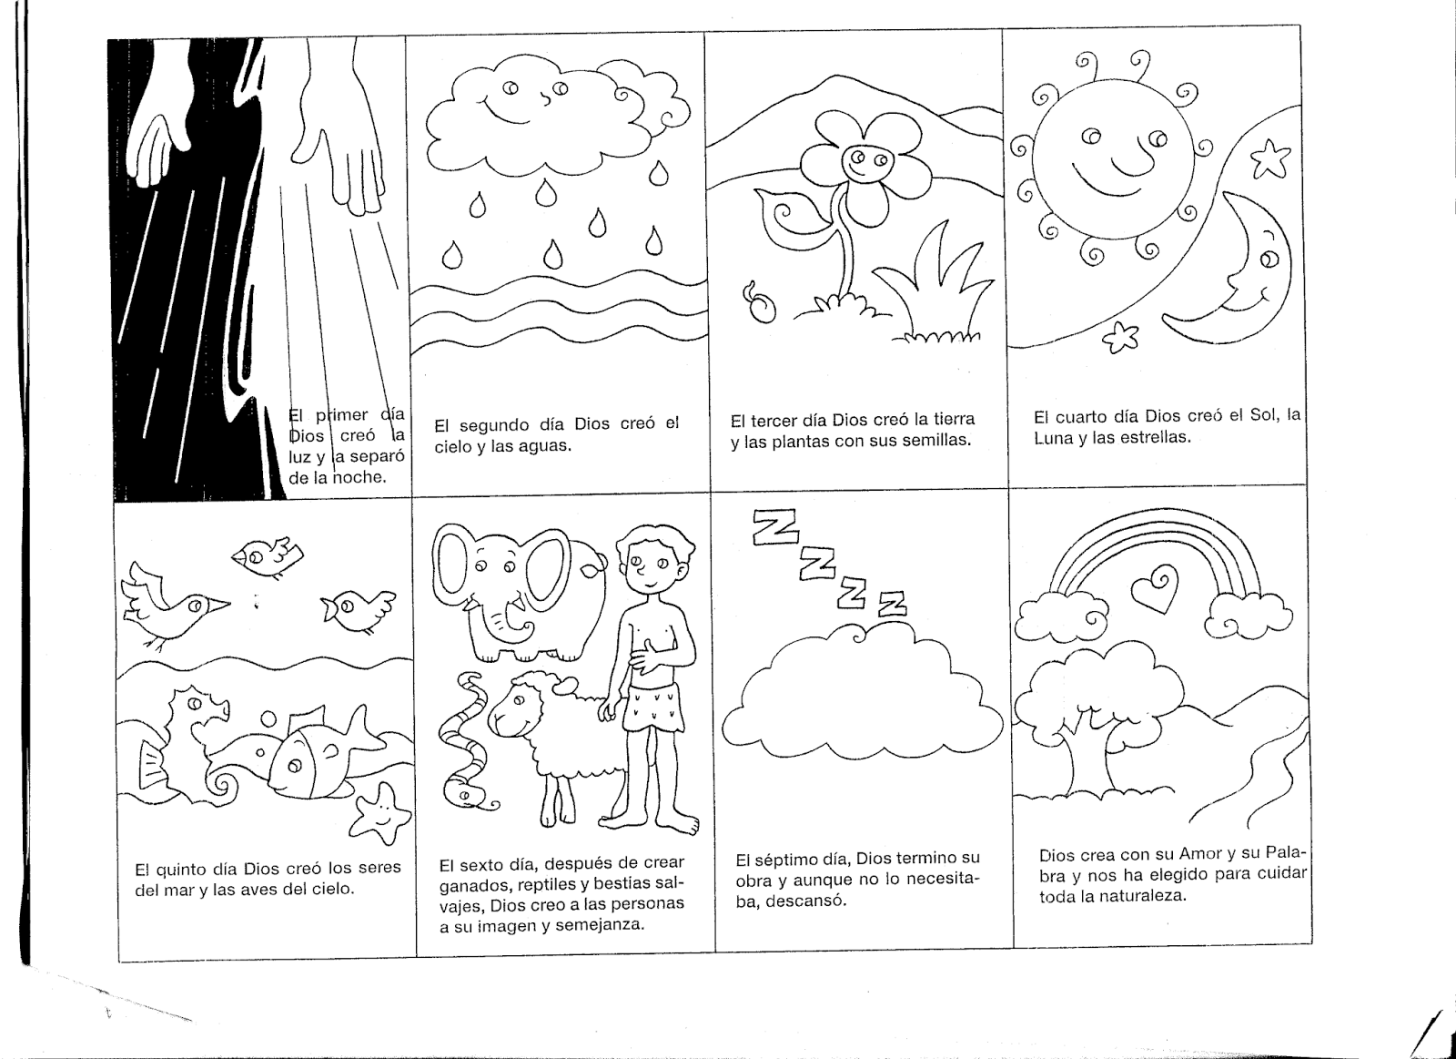 El primer día
Dios creó la
luz y la separó
de la noche.
El segundo día Dios creó el
cielo y las aguas.
El tercer día Dios creó la tierra
y las plantas con sus semillas.
El cuarto día Dios creó el Sol, la
Luna y las estrellas.
El quinto día Dios creó los seres
del mar y las aves del cielo.
El sexto día, después de crear
ganados, reptiles y bestias sal-
vajes, Dios creo a las personas
a su imagen y semejanza.
Z
Z
Z
Z
El séptimo día, Dios termino su
obra y aunque no lo necesita-
ba, descansó.
Dios crea con su Amor y su Pala-
bra y nos ha elegido para cuidar
toda la naturaleza.